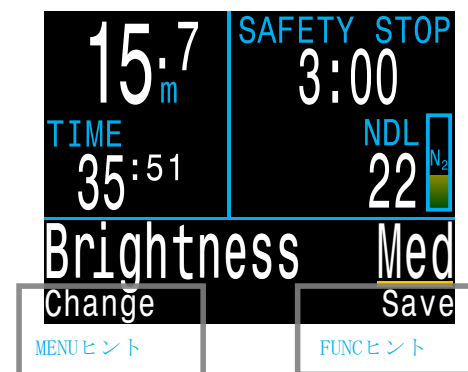 15.7 m
SAFETY STOP
3:00
TIME
35:51
NDL
22
N₂
Brightness Med
Change Save
MENUヒント FUNCヒント